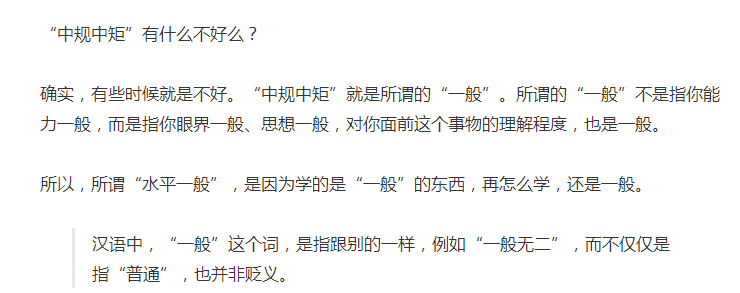 “中规中矩”有什么不好么？
确实，有些时候就是不好。“中规中矩”就是所谓的“一般”。所谓的“一般”不是指你能
力一般，而是指你眼界一般、思想一般，对你面前这个事物的理解程度，也是一般。
所以，所谓“水平一般”，是因为学的是“一般”的东西，再怎么学，还是一般。
汉语中，“一般”这个词，是指跟别的一样，例如“一般无二”，而不仅仅是
指“普通”，也并非贬义。